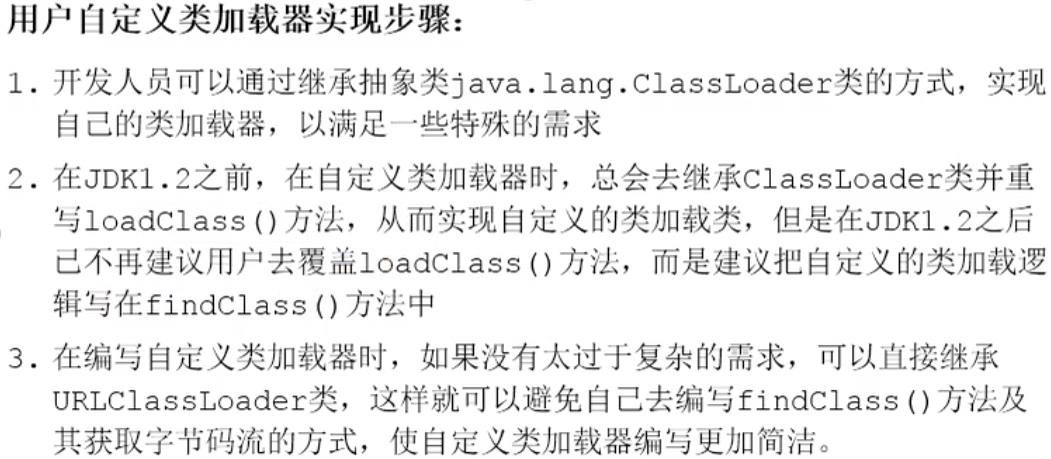 用户自定义类加载器实现步骤：
1. 开发人员可以通过继承抽象类java.lang.ClassLoader类的方式，实现
自己的类加载器，以满足一些特殊的需求
2. 在JDK1.2之前，在自定义类加载器时，总会去继承ClassLoader类并重
写loadClass()方法，从而实现自定义的类加载类，但是在JDK1.2之后
已不再建议用户去覆盖loadClass()方法，而是建议把自定义的类加载逻
辑写在findClass()方法中
3. 在编写自定义类加载器时，如果没有太过于复杂的需求，可以直接继承
URLClassLoader类，这样就可以避免自己去编写findClass()方法及
其获取字节码流的方式，使自定义类加载器编写更加简洁。